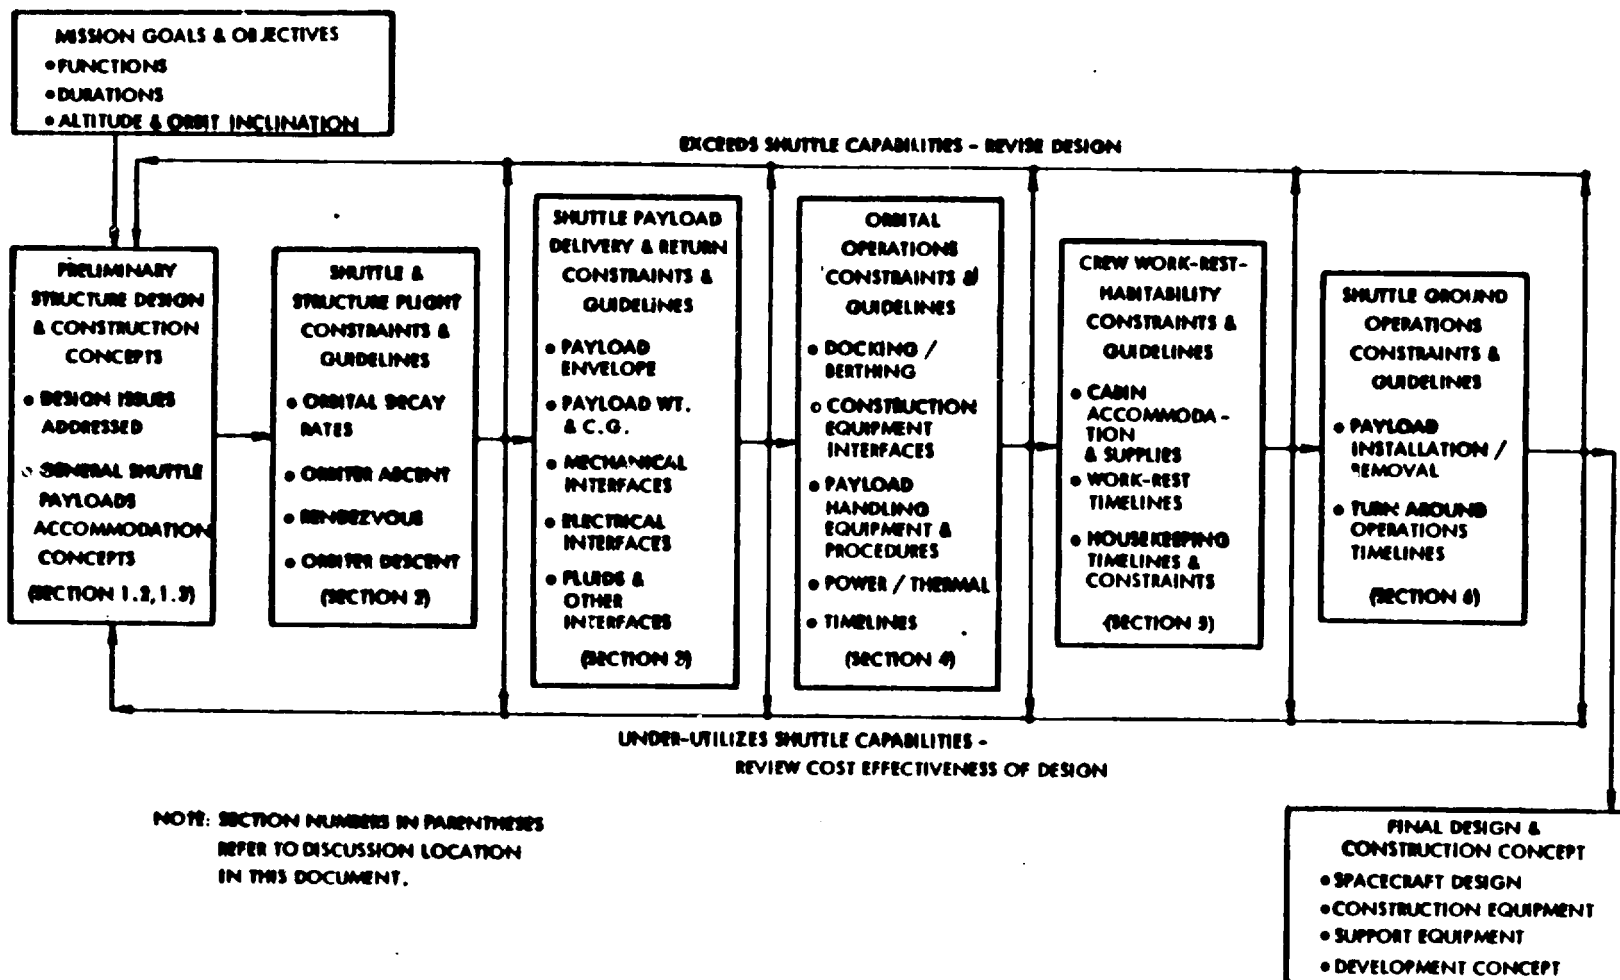 MISSION GOALS & OBJECTIVES
• FUNCTIONS
• DURATIONS
• ALTITUDE & ORBIT INCLINATION
EXCEEDS SHUTTLE CAPABILITIES - REVISE DESIGN
PRELIMINARY
STRUCTURE DESIGN
& CONSTRUCTION
CONCEPTS
• DESIGN ISSUES
ADDRESSED
• GENERAL SHUTTLE
PAYLOADS
ACCOMMODATION
CONCEPTS
(SECTION 1.2, 1.3)
SHUTTLE &
STRUCTURE FLIGHT
CONSTRAINTS &
GUIDELINES
• ORBITAL DECAY
RATES
• ORBITER ASCENT
• RENDEZVOUS
• ORBITER DESCENT
(SECTION 2)
SHUTTLE PAYLOAD
DELIVERY & RETURN
CONSTRAINTS &
GUIDELINES
• PAYLOAD
ENVELOPE
• PAYLOAD WT.
& C.G.
• MECHANICAL
INTERFACES
• ELECTRICAL
INTERFACES
• FLUIDS &
OTHER
INTERFACES
(SECTION 3)
ORBITAL
OPERATIONS
CONSTRAINTS &
GUIDELINES
• DOCKING /
BERTHING
• CONSTRUCTION
EQUIPMENT
INTERFACES
• PAYLOAD
HANDLING
EQUIPMENT &
PROCEDURES
• POWER / THERMAL
• TIMELINES
(SECTION 4)
CREW WORK-REST-
HABITABILITY
CONSTRAINTS &
GUIDELINES
• CABIN
ACCOMMODA-
TION
& SUPPLIES
• WORK-REST
TIMELINES
• HOUSEKEEPING
TIMELINES &
CONSTRAINTS
(SECTION 5)
SHUTTLE GROUND
OPERATIONS
CONSTRAINTS &
GUIDELINES
• PAYLOAD
INSTALLATION /
REMOVAL
• TURN AROUND
OPERATIONS
TIMELINES
(SECTION 6)
UNDER-UTILIZES SHUTTLE CAPABILITIES -
REVIEW COST EFFECTIVENESS OF DESIGN
NOTE: SECTION NUMBERS IN PARENTHESES
REFER TO DISCUSSION LOCATION
IN THIS DOCUMENT.
FINAL DESIGN &
CONSTRUCTION CONCEPT
• SPACECRAFT DESIGN
• CONSTRUCTION EQUIPMENT
• SUPPORT EQUIPMENT
• DEVELOPMENT CONCEPT